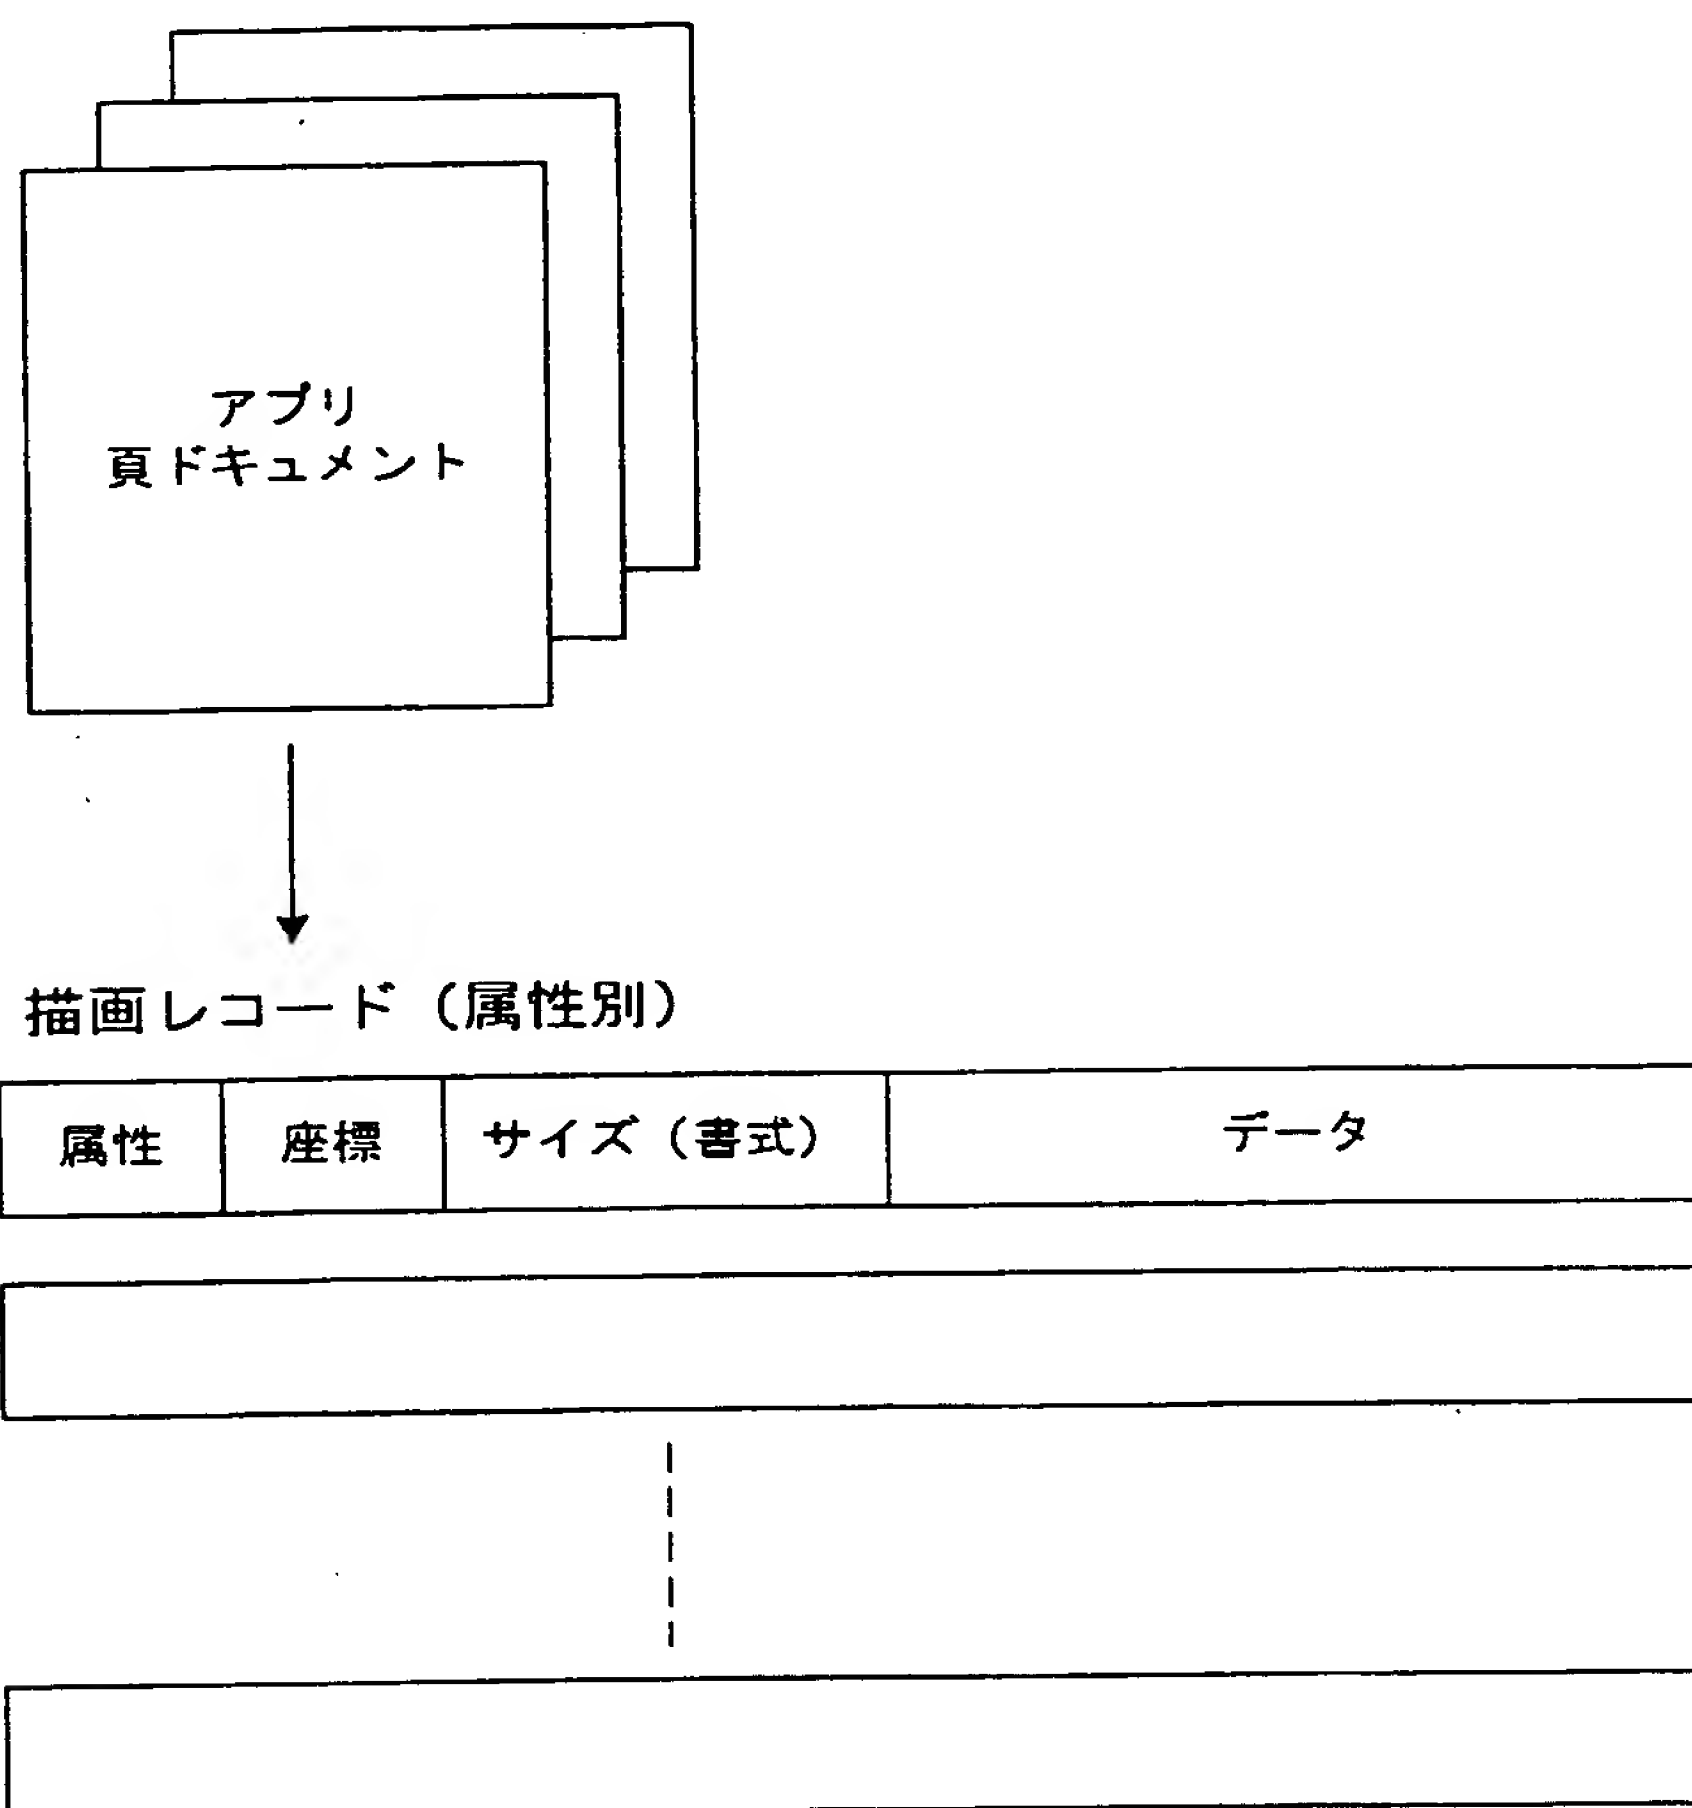 アプリ
頁ドキュメント
描画レコード（属性別）
属性 座標 サイズ（書式） データ